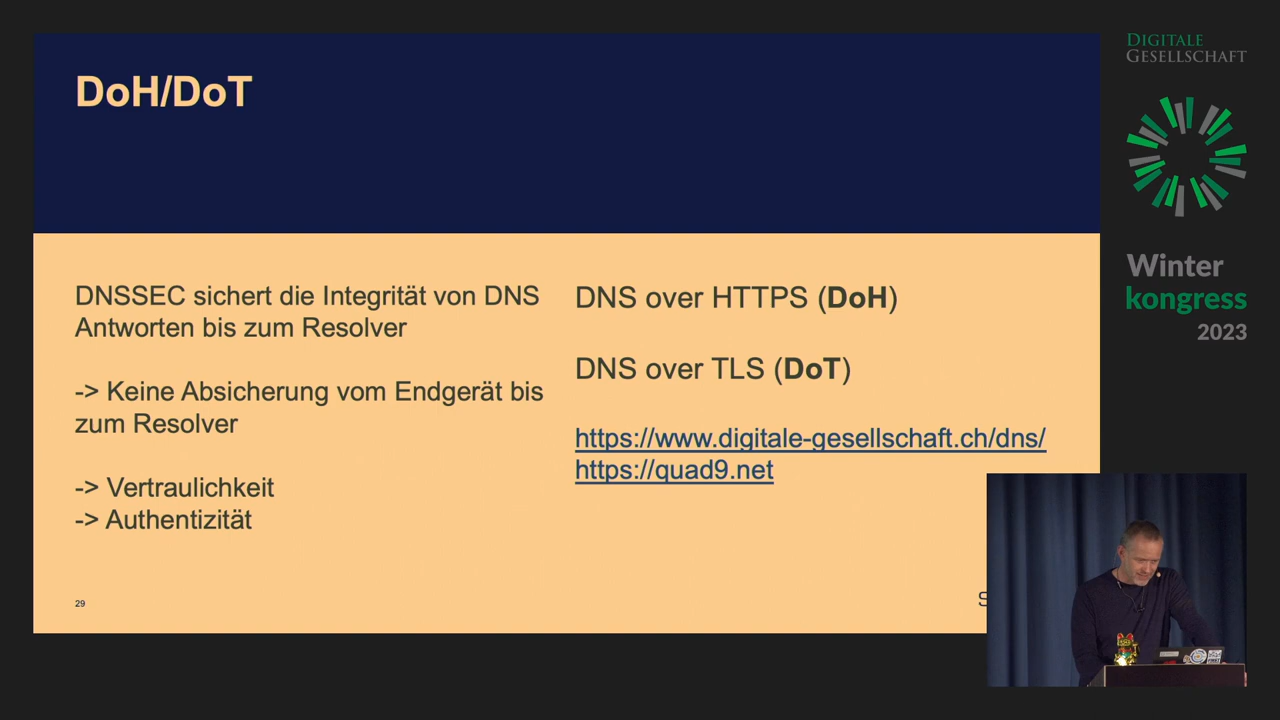 DoH/DoT
DNSSEC sichert die Integrität von DNS
Antworten bis zum Resolver
-> Keine Absicherung vom Endgerät bis
zum Resolver
-> Vertraulichkeit
-> Authentizität
DNS over HTTPS (DoH)
DNS over TLS (DoT)
https://www.digitale-gesellschaft.ch/dns/
https://quad9.net
29
DIGITALE
GESELLSCHAFT
Winter
kongress
2023